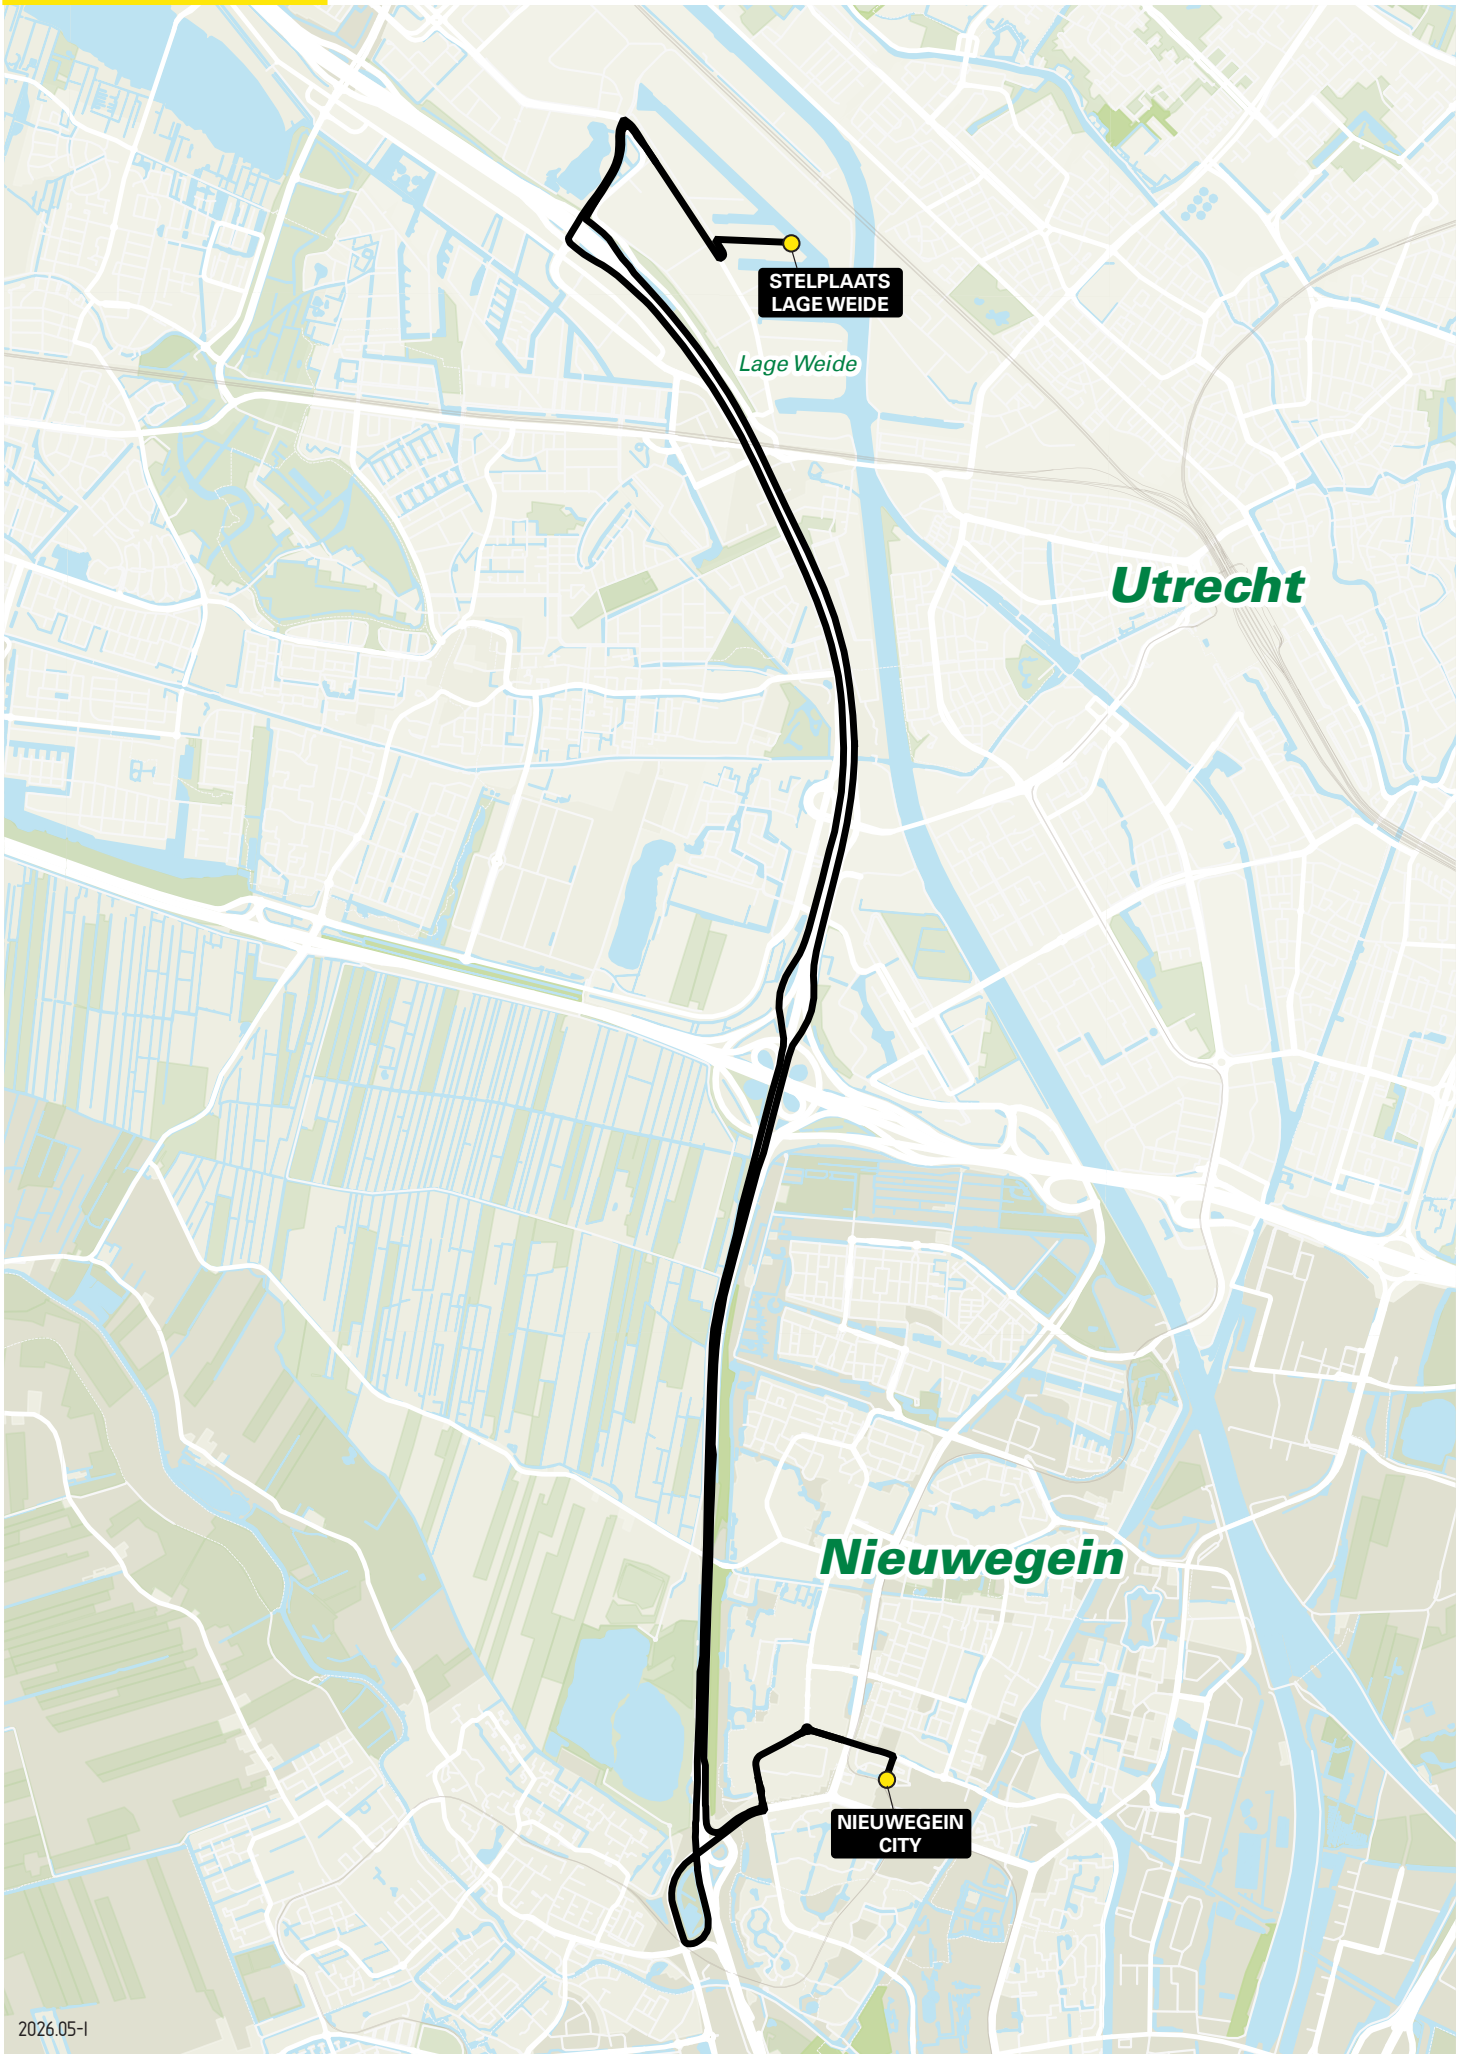 STELPLAATS
LAGE WEIDE
Lage Weide
Utrecht
Nieuwegein
NIEUWEGEIN
CITY
2026.05-I